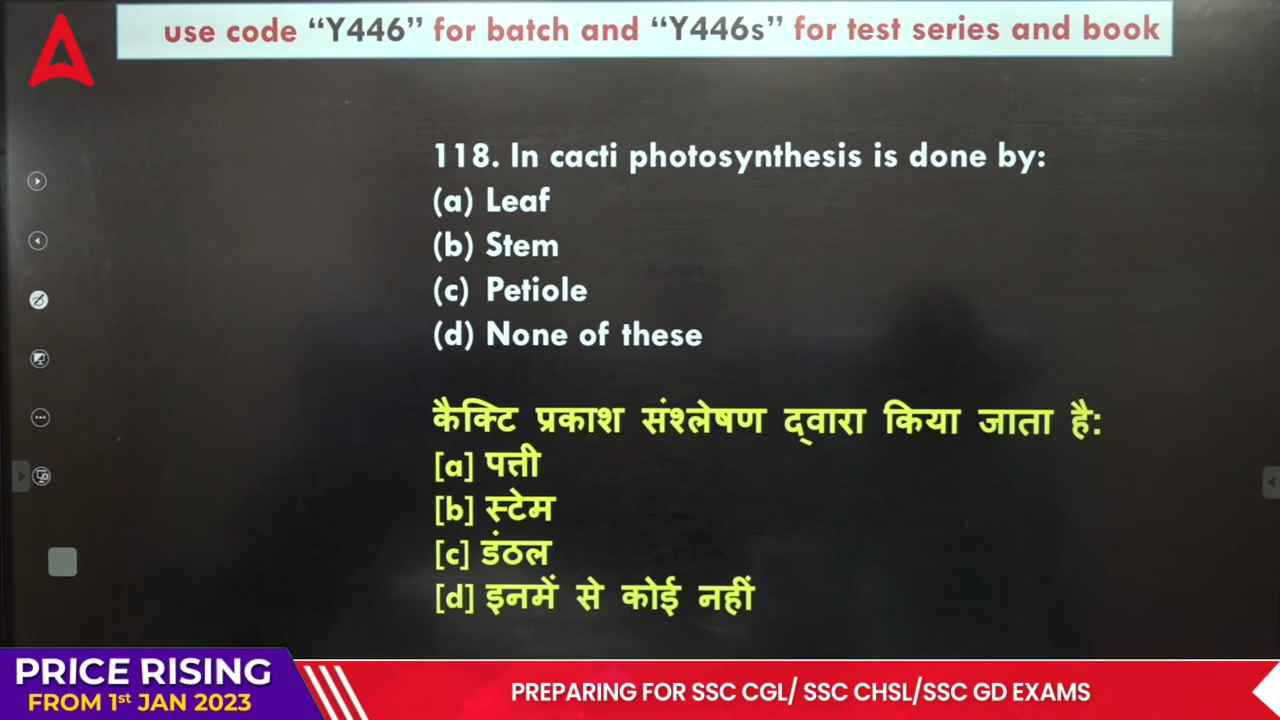 use code “Y446” for batch and “Y446s” for test series and book
118. In cacti photosynthesis is done by:
(a) Leaf
(b) Stem
(c) Petiole
(d) None of these
कैक्टि प्रकाश संश्लेषण द्वारा किया जाता है:
[a] पत्ती
[b] स्टेम
[c] डंठल
[d] इनमें से कोई नहीं
PRICE RISING
FROM 1st JAN 2023
PREPARING FOR SSC CGL/ SSC CHSL/SSC GD EXAMS